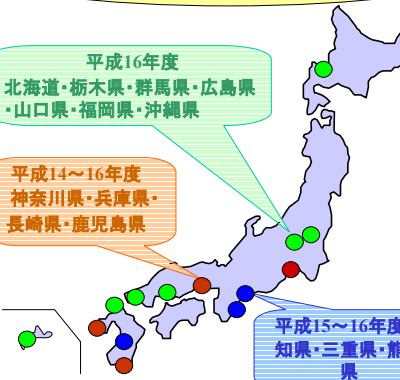 平成16年度
北海道・栃木県・群馬県・広島県
・山口県・福岡県・沖縄県
平成14～16年度
神奈川県・兵庫県・
長崎県・鹿児島県
平成15～16年度
知県・三重県・熊
県